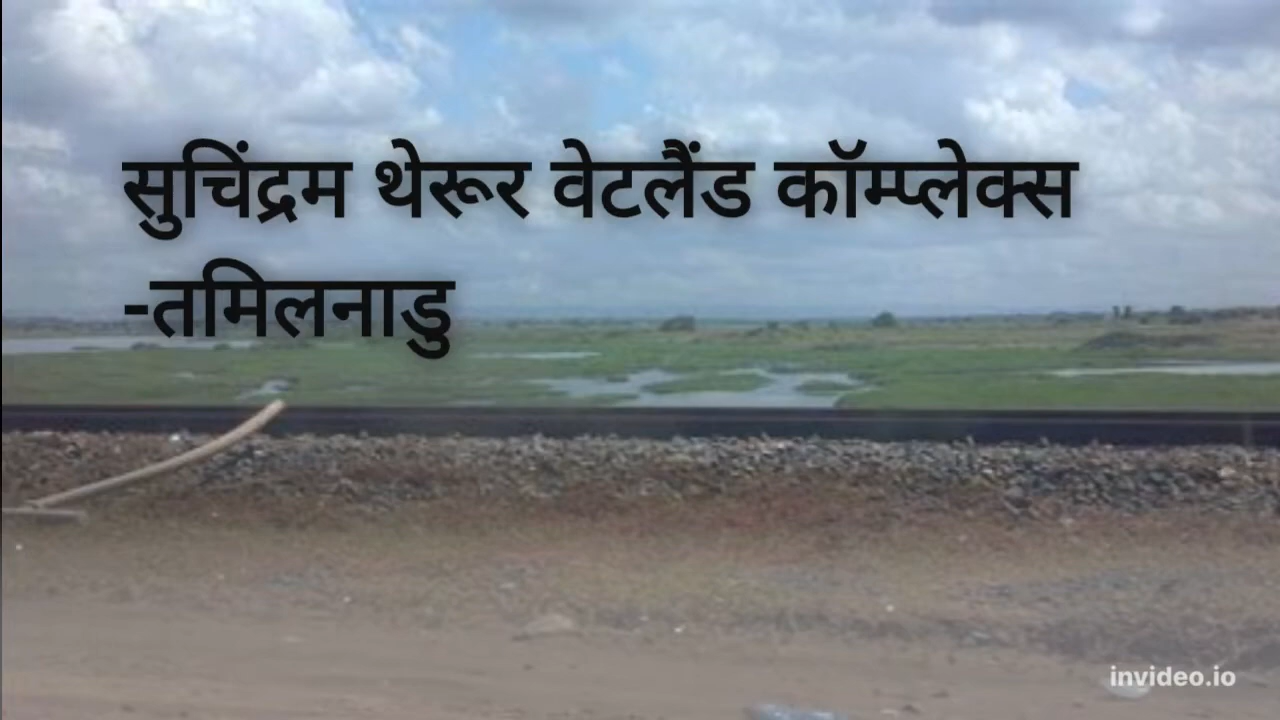 सुचिंद्रम थेरूर वेटलैंड कॉम्प्लेक्स
-तमिलनाडु
invideo.io